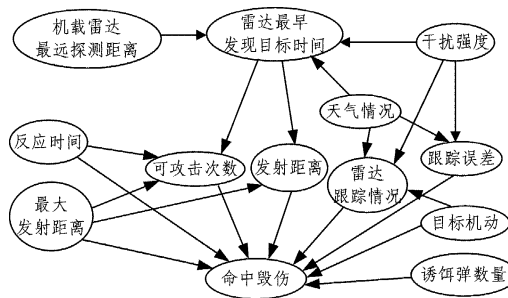 机载雷达
最远探测距离
雷达最早
发现目标时间
干扰强度
天气情况
反应时间
可攻击次数
发射距离
雷达
跟踪情况
跟踪误差
最大
发射距离
目标机动
命中毁伤
诱饵弹数量